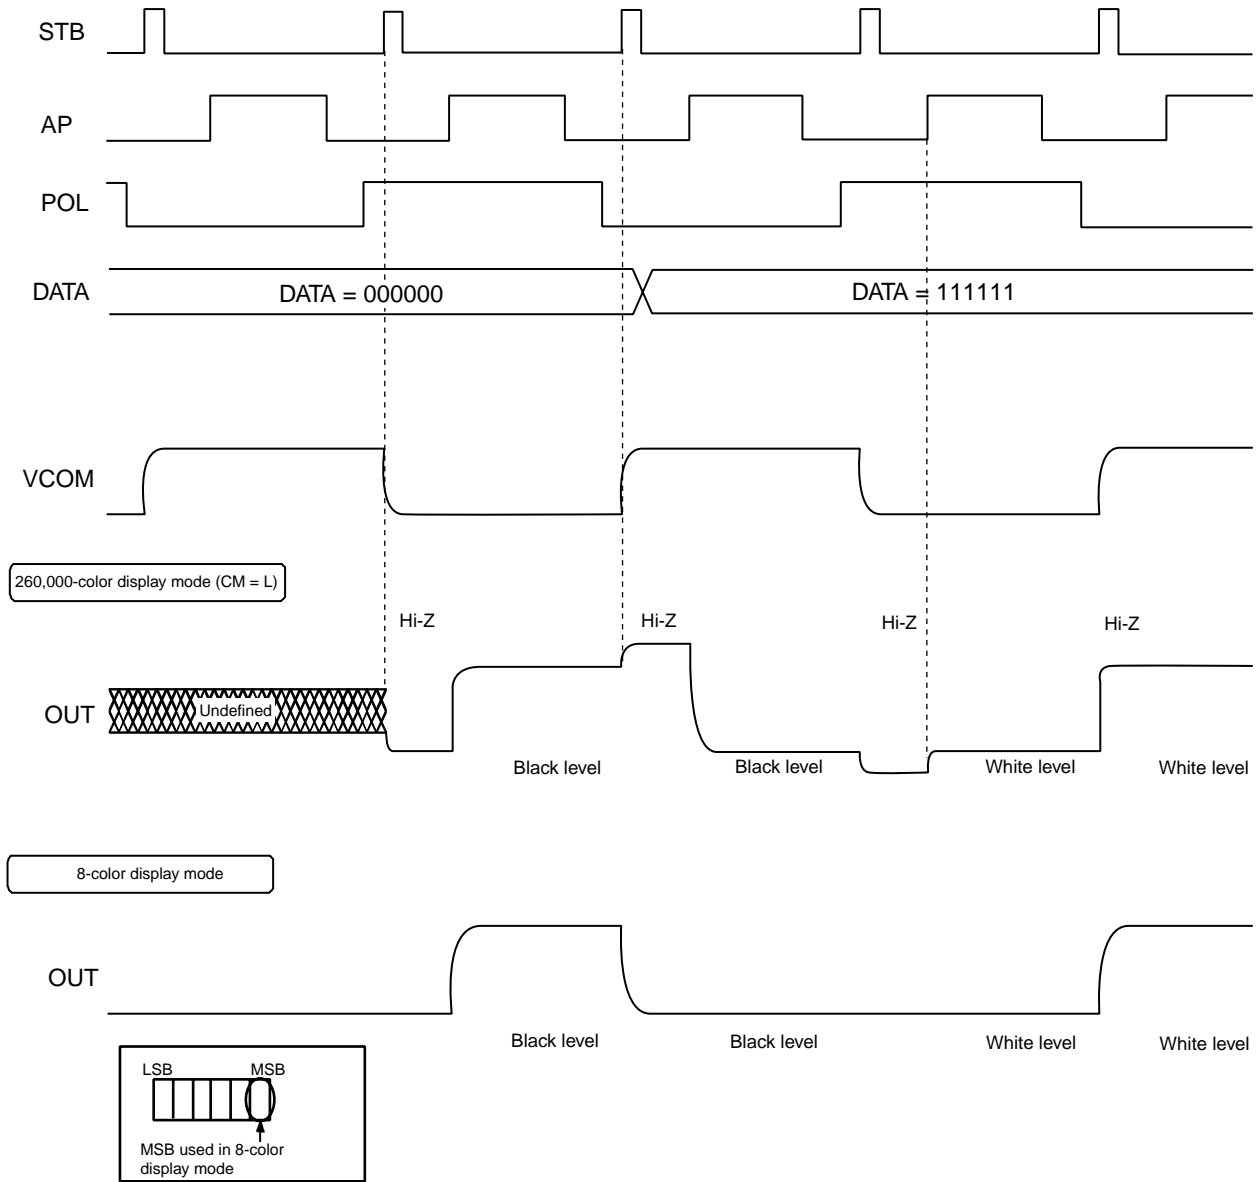 STB
AP
POL
DATA
DATA = 000000
DATA = 111111
VCOM
260,000-color display mode (CM = L)
Hi-Z
Hi-Z
Hi-Z
Hi-Z
OUT
Undefined
Black level
Black level
White level
White level
8-color display mode
OUT
Black level
Black level
White level
White level
LSB
MSB
MSB used in 8-color
display mode